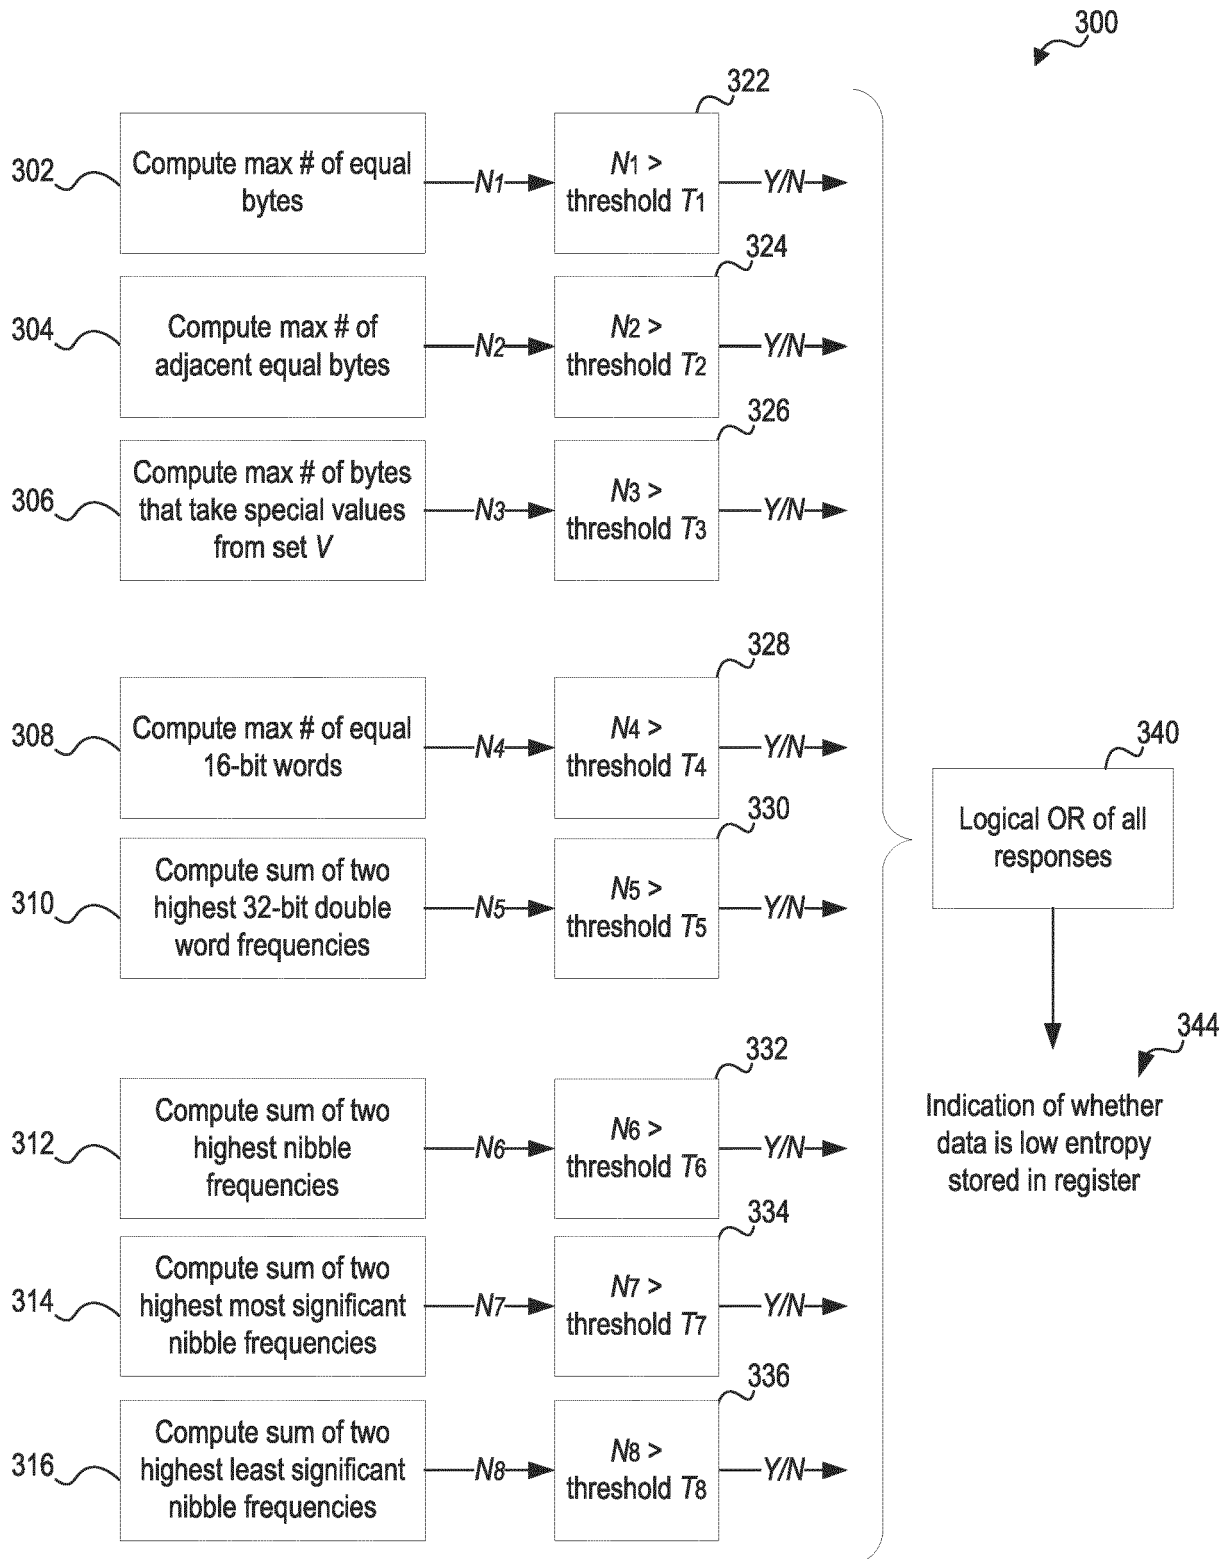 300
322
302
Compute max # of equal
bytes
N1
N1 >
threshold T1
Y/N
324
304
Compute max # of
adjacent equal bytes
N2
N2 >
threshold T2
Y/N
326
306
Compute max # of bytes
that take special values
from set V
N3
N3 >
threshold T3
Y/N
328
308
Compute max # of equal
16-bit words
N4
N4 >
threshold T4
Y/N
330
310
Compute sum of two
highest 32-bit double
word frequencies
N5
N5 >
threshold T5
Y/N
332
312
Compute sum of two
highest nibble
frequencies
N6
N6 >
threshold T6
Y/N
334
314
Compute sum of two
highest most significant
nibble frequencies
N7
N7 >
threshold T7
Y/N
336
316
Compute sum of two
highest least significant
nibble frequencies
N8
N8 >
threshold T8
Y/N
340
Logical OR of all
responses
344
Indication of whether
data is low entropy
stored in register